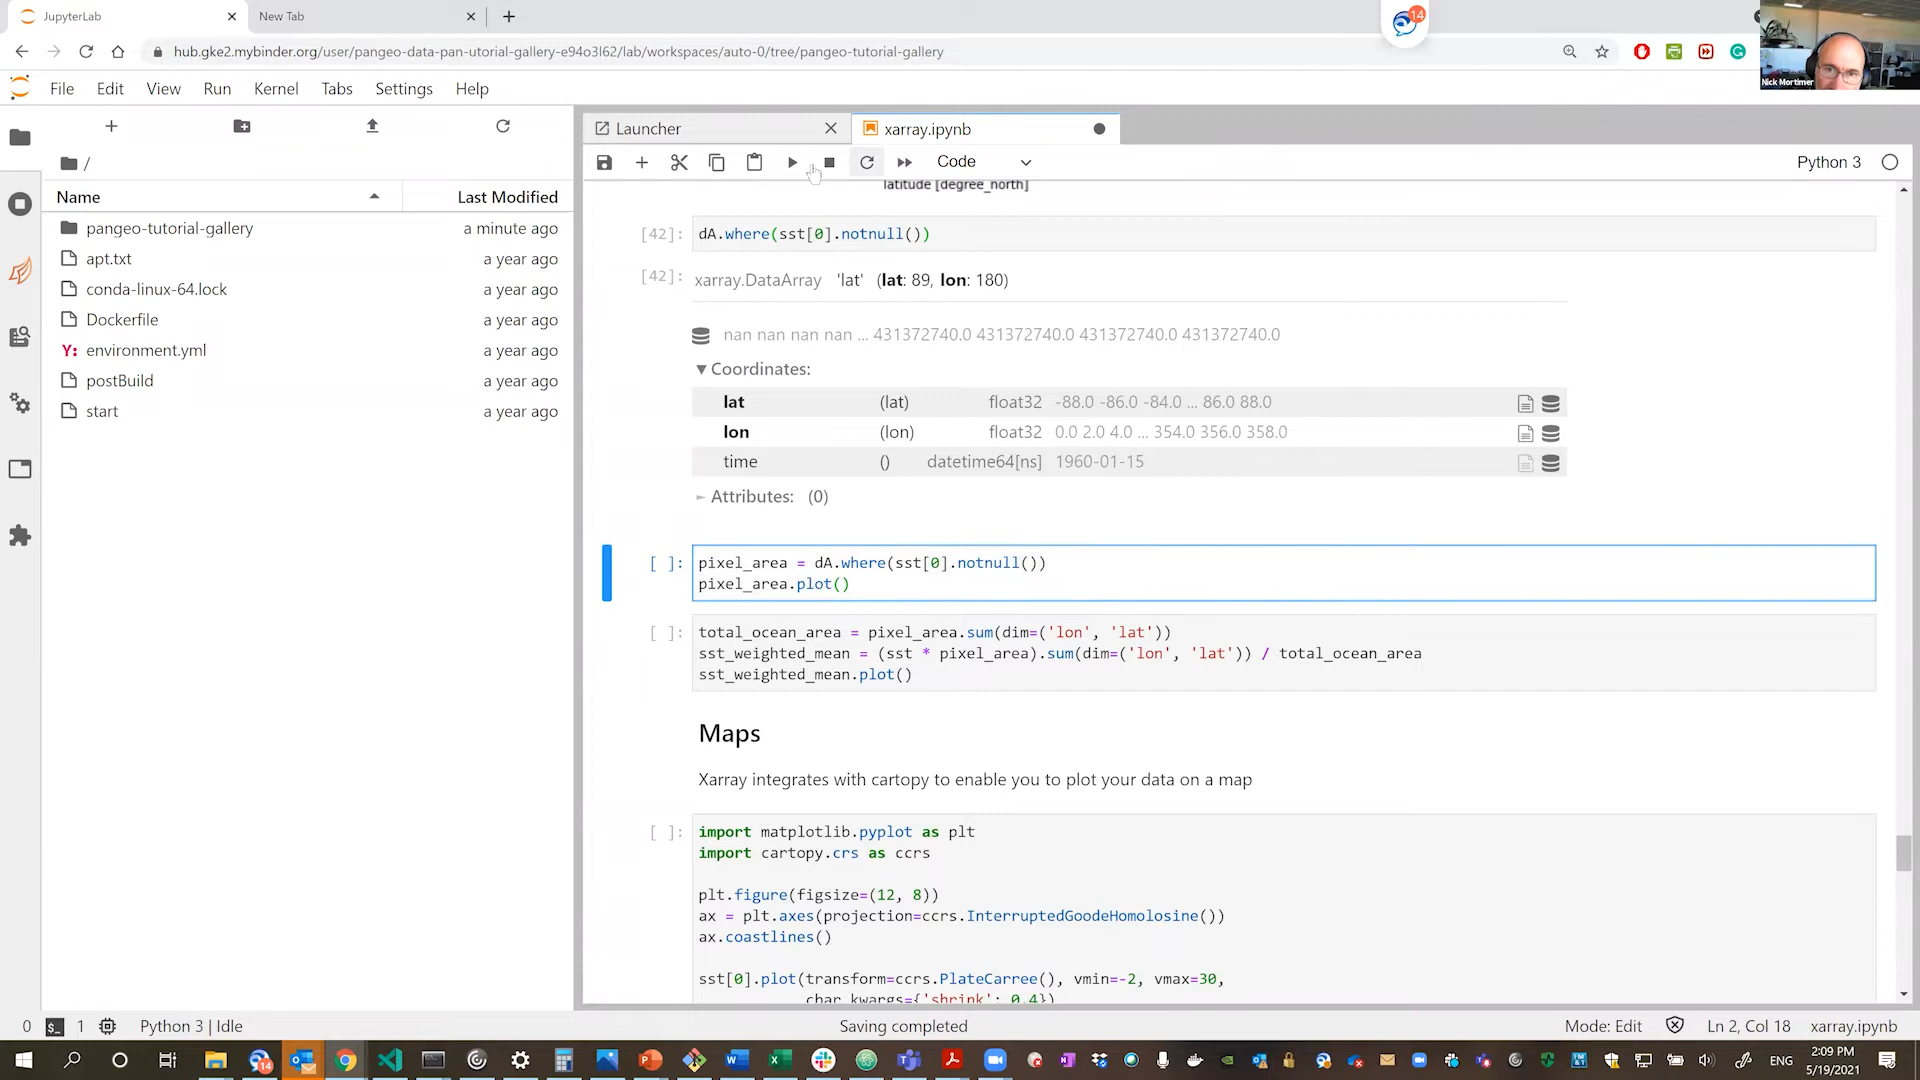 JupyterLab
New Tab
14
hub.gke2.mybinder.org/user/pangeo-data-pan-utorial-gallery-e94o3l62/lab/workspaces/auto-0/tree/pangeo-tutorial-gallery
Nick Mortimer
File Edit View Run Kernel Tabs Settings Help
Launcher
xarray.ipynb
Code
Python 3
/
Name
Last Modified
pangeo-tutorial-gallery a minute ago
apt.txt a year ago
conda-linux-64.lock a year ago
Dockerfile a year ago
Y: environment.yml a year ago
postBuild a year ago
start a year ago
latitude [degree_north]
[42]: dA.where(sst[0].notnull())
[42]: xarray.DataArray 'lat' (lat: 89, lon: 180)
nan nan nan nan ... 431372740.0 431372740.0 431372740.0 431372740.0
▼ Coordinates:
lat (lat) float32 -88.0 -86.0 -84.0 ... 86.0 88.0
lon (lon) float32 0.0 2.0 4.0 ... 354.0 356.0 358.0
time () datetime64[ns] 1960-01-15
► Attributes: (0)
[ ]: pixel_area = dA.where(sst[0].notnull())
pixel_area.plot()
[ ]: total_ocean_area = pixel_area.sum(dim=('lon', 'lat'))
sst_weighted_mean = (sst * pixel_area).sum(dim=('lon', 'lat')) / total_ocean_area
sst_weighted_mean.plot()
Maps
Xarray integrates with cartopy to enable you to plot your data on a map
[ ]: import matplotlib.pyplot as plt
import cartopy.crs as ccrs
plt.figure(figsize=(12, 8))
ax = plt.axes(projection=ccrs.InterruptedGoodeHomolosine())
ax.coastlines()
sst[0].plot(transform=ccrs.PlateCarree(), vmin=-2, vmax=30,
cbar_kwargs={'shrink': 0.4})
0 1 Python 3 | Idle
Saving completed
Mode: Edit
Ln 2, Col 18
xarray.ipynb
ENG
2:09 PM
5/19/2021